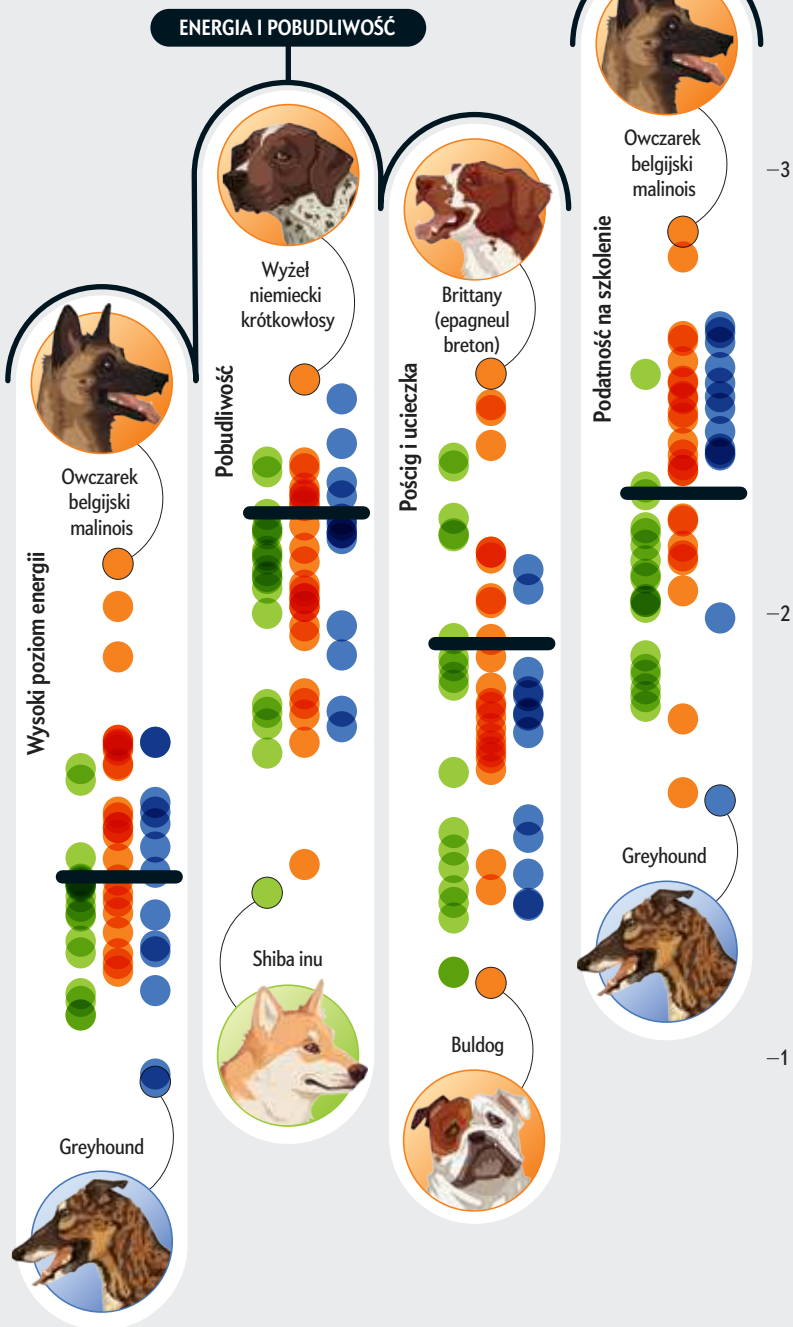 ENERGIA I POBUDLIWOŚĆ
Owczarek
belgijski
malinois
Wysoki poziom energii
Greyhound
Wyżeł
niemiecki
krótkowłosy
Pobudliwość
Shiba inu
Brittany
(epagneul
breton)
Pościg i ucieczka
Buldog
Owczarek
belgijski
malinois
Podatność na szkolenie
Greyhound
–3
–2
–1